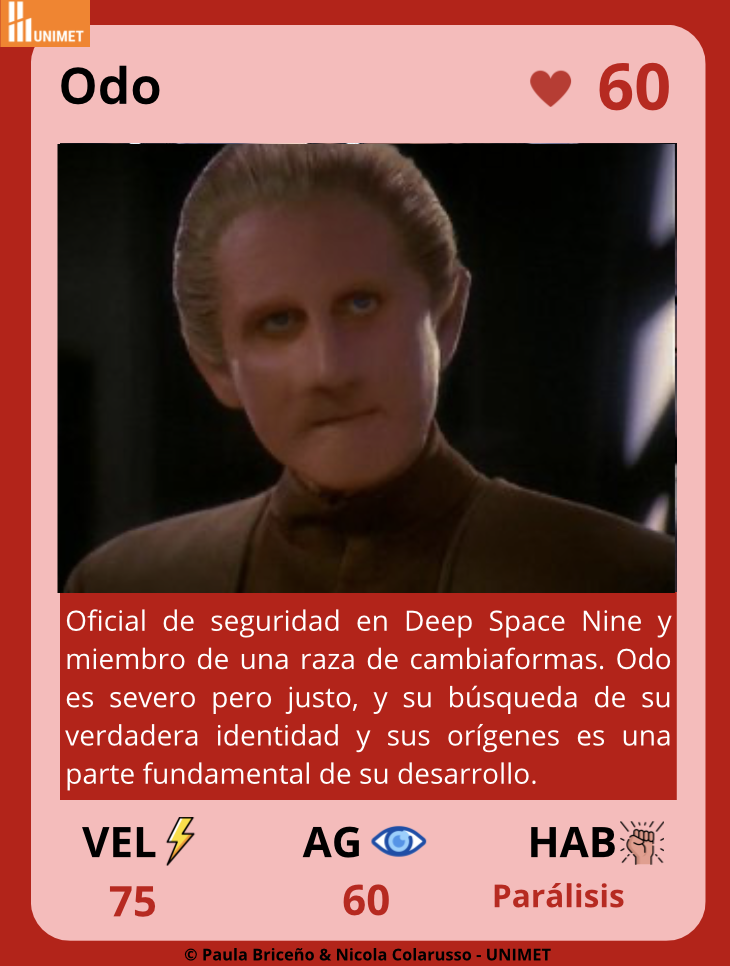 UNIMET
Odo
60
Oficial de seguridad en Deep Space Nine y
miembro de una raza de cambiaformas. Odo
es severo pero justo, y su búsqueda de su
verdadera identidad y sus orígenes es una
parte fundamental de su desarrollo.
VEL AG HAB
75 60 Parálisis
© Paula Briceño & Nicola Colarusso - UNIMET